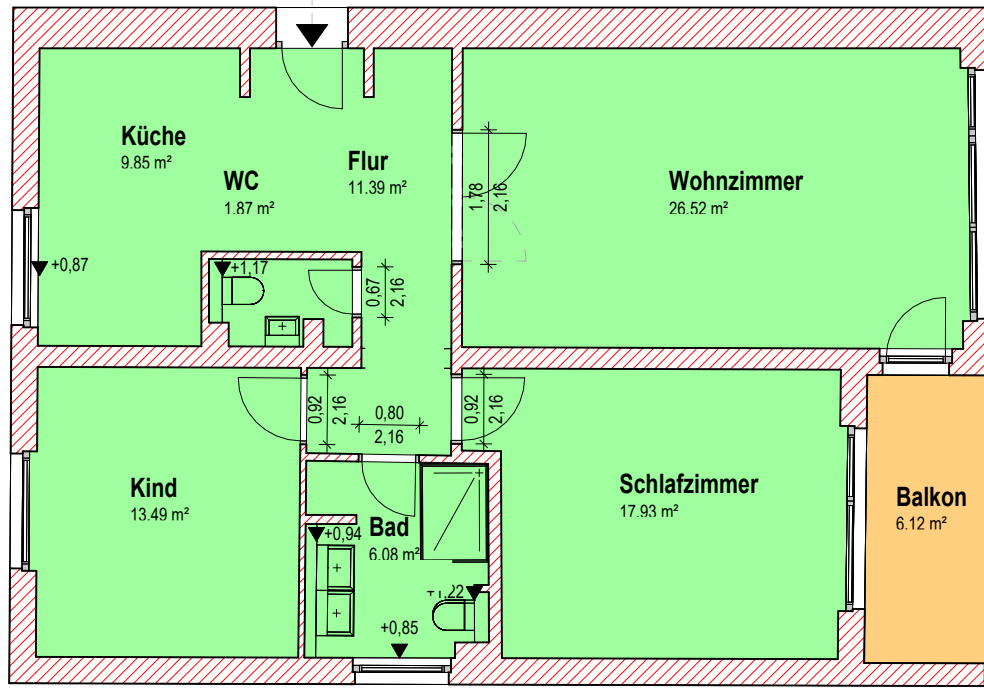 Küche
9.85 m²
WC
1.87 m²
Flur
11.39 m²
Wohnzimmer
26.52 m²
1,78
2,16
+0,87
+1,17
0,67
2,16
0,92
2,16
0,80
2,16
0,92
2,16
Kind
13.49 m²
Schlafzimmer
17.93 m²
Balkon
6.12 m²
Bad
6.08 m²
+0,94
+1,22
+0,85